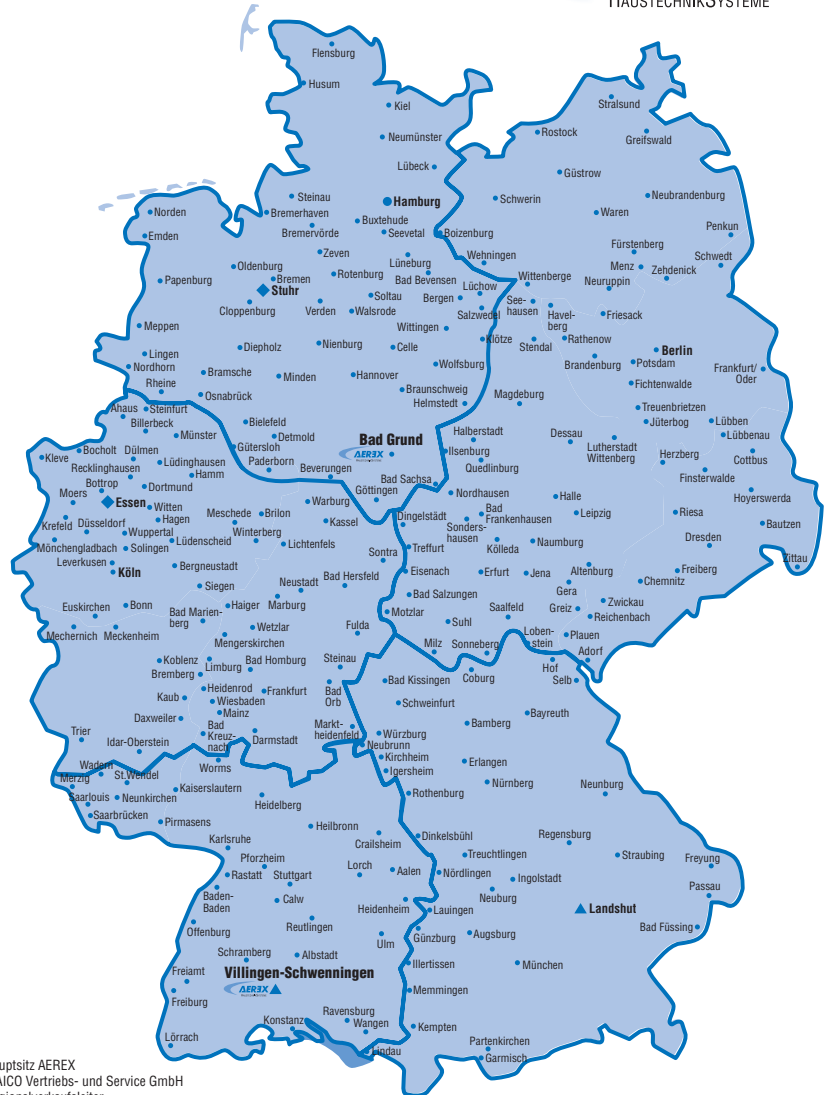 HAUSTECHNIKSYSTEME
Flensburg
Husum
Kiel
Stralsund
Rostock
Greifswald
Neumünster
Lübeck
Güstrow
Steinau
Hamburg
Schwerin
Neubrandenburg
Norden
Bremerhaven
Buxtehude
Waren
Bremervörde
Seevetal
Boizenburg
Penkun
Emden
Zeven
Lüneburg
Wehningen
Fürstenberg
Schwedt
Oldenburg
Rotenburg
Bad Bevensen
Wittenberge
Menz
Zehdenick
Papenburg
Bremen
Lüchow
Neuruppin
Stuhr
Soltau
Bergen
See-
hausen
Havel-
berg
Friesack
Cloppenburg
Verden
Walsrode
Salzwedel
Meppen
Wittingen
Klötze
Stendal
Rathenow
Diepholz
Nienburg
Celle
Berlin
Lingen
Brandenburg
Potsdam
Nordhorn
Wolfsburg
Frankfurt/
Oder
Bramsche
Minden
Hannover
Rheine
Fichtenwalde
Osnabrück
Braunschweig
Helmstedt
Magdeburg
Ahaus
Steinfurt
Treuenbrietzen
Billerbeck
Bielefeld
Jüterbog
Lübben
Münster
Detmold
Bad Grund
AEREX
Halberstadt
Dessau
Lübbenau
Kleve
Bocholt
Dülmen
Gütersloh
Ilsenburg
Lutherstadt
Wittenberg
Herzberg
Cottbus
Recklinghausen
Lüdinghausen
Paderborn
Beverungen
Quedlinburg
Finsterwalde
Bottrop
Hamm
Bad Sachsa
Moers
Dortmund
Göttingen
Nordhausen
Halle
Hoyerswerda
Essen
Witten
Warburg
Meschede
Brilon
Dingelstädt
Bad
Frankenhausen
Leipzig
Riesa
Krefeld
Düsseldorf
Hagen
Kassel
Sonders-
hausen
Bautzen
Wuppertal
Winterberg
Mönchengladbach
Solingen
Lüdenscheid
Lichtenfels
Treffurt
Kölleda
Naumburg
Dresden
Leverkusen
Sontra
Zittau
Köln
Bergneustadt
Eisenach
Erfurt
Jena
Altenburg
Freiberg
Siegen
Neustadt
Bad Hersfeld
Gera
Chemnitz
Euskirchen
Bonn
Haiger
Marburg
Bad Salzungen
Zwickau
Bad Marien-
berg
Motzlar
Saalfeld
Greiz
Reichenbach
Mechernich
Meckenheim
Wetzlar
Fulda
Suhl
Loben-
stein
Plauen
Mengerskirchen
Milz
Sonneberg
Adorf
Koblenz
Limburg
Bad Homburg
Steinau
Hof
Bremberg
Bad Kissingen
Coburg
Selb
Kaub
Heidenrod
Frankfurt
Bad
Orb
Wiesbaden
Schweinfurt
Daxweiler
Mainz
Bayreuth
Trier
Bad
Kreuz-
nach
Darmstadt
Markt-
heidenfeld
Bamberg
Idar-Oberstein
Würzburg
Neubrunn
Wadern
Worms
Kirchheim
Erlangen
Merzig
St.Wendel
Igersheim
Kaiserslautern
Nürnberg
Neunburg
Saarlouis
Neunkirchen
Heidelberg
Rothenburg
Saarbrücken
Pirmasens
Heilbronn
Karlsruhe
Crailsheim
Dinkelsbühl
Regensburg
Pforzheim
Treuchtlingen
Straubing
Freyung
Rastatt
Stuttgart
Lorch
Aalen
Nördlingen
Ingolstadt
Passau
Baden-
Baden
Calw
Neuburg
Heidenheim
Lauingen
Landshut
Offenburg
Reutlingen
Bad Füssing
Ulm
Günzburg
Augsburg
Schramberg
Albstadt
Illertissen
München
Villingen-Schwenningen
Freiamt
AEREX
Memmingen
Freiburg
Ravensburg
Konstanz
Wangen
Kempten
Lörrach
Lindau
Partenkirchen
Garmisch
uptsitz AEREX
AICO Vertriebs- und Service GmbH